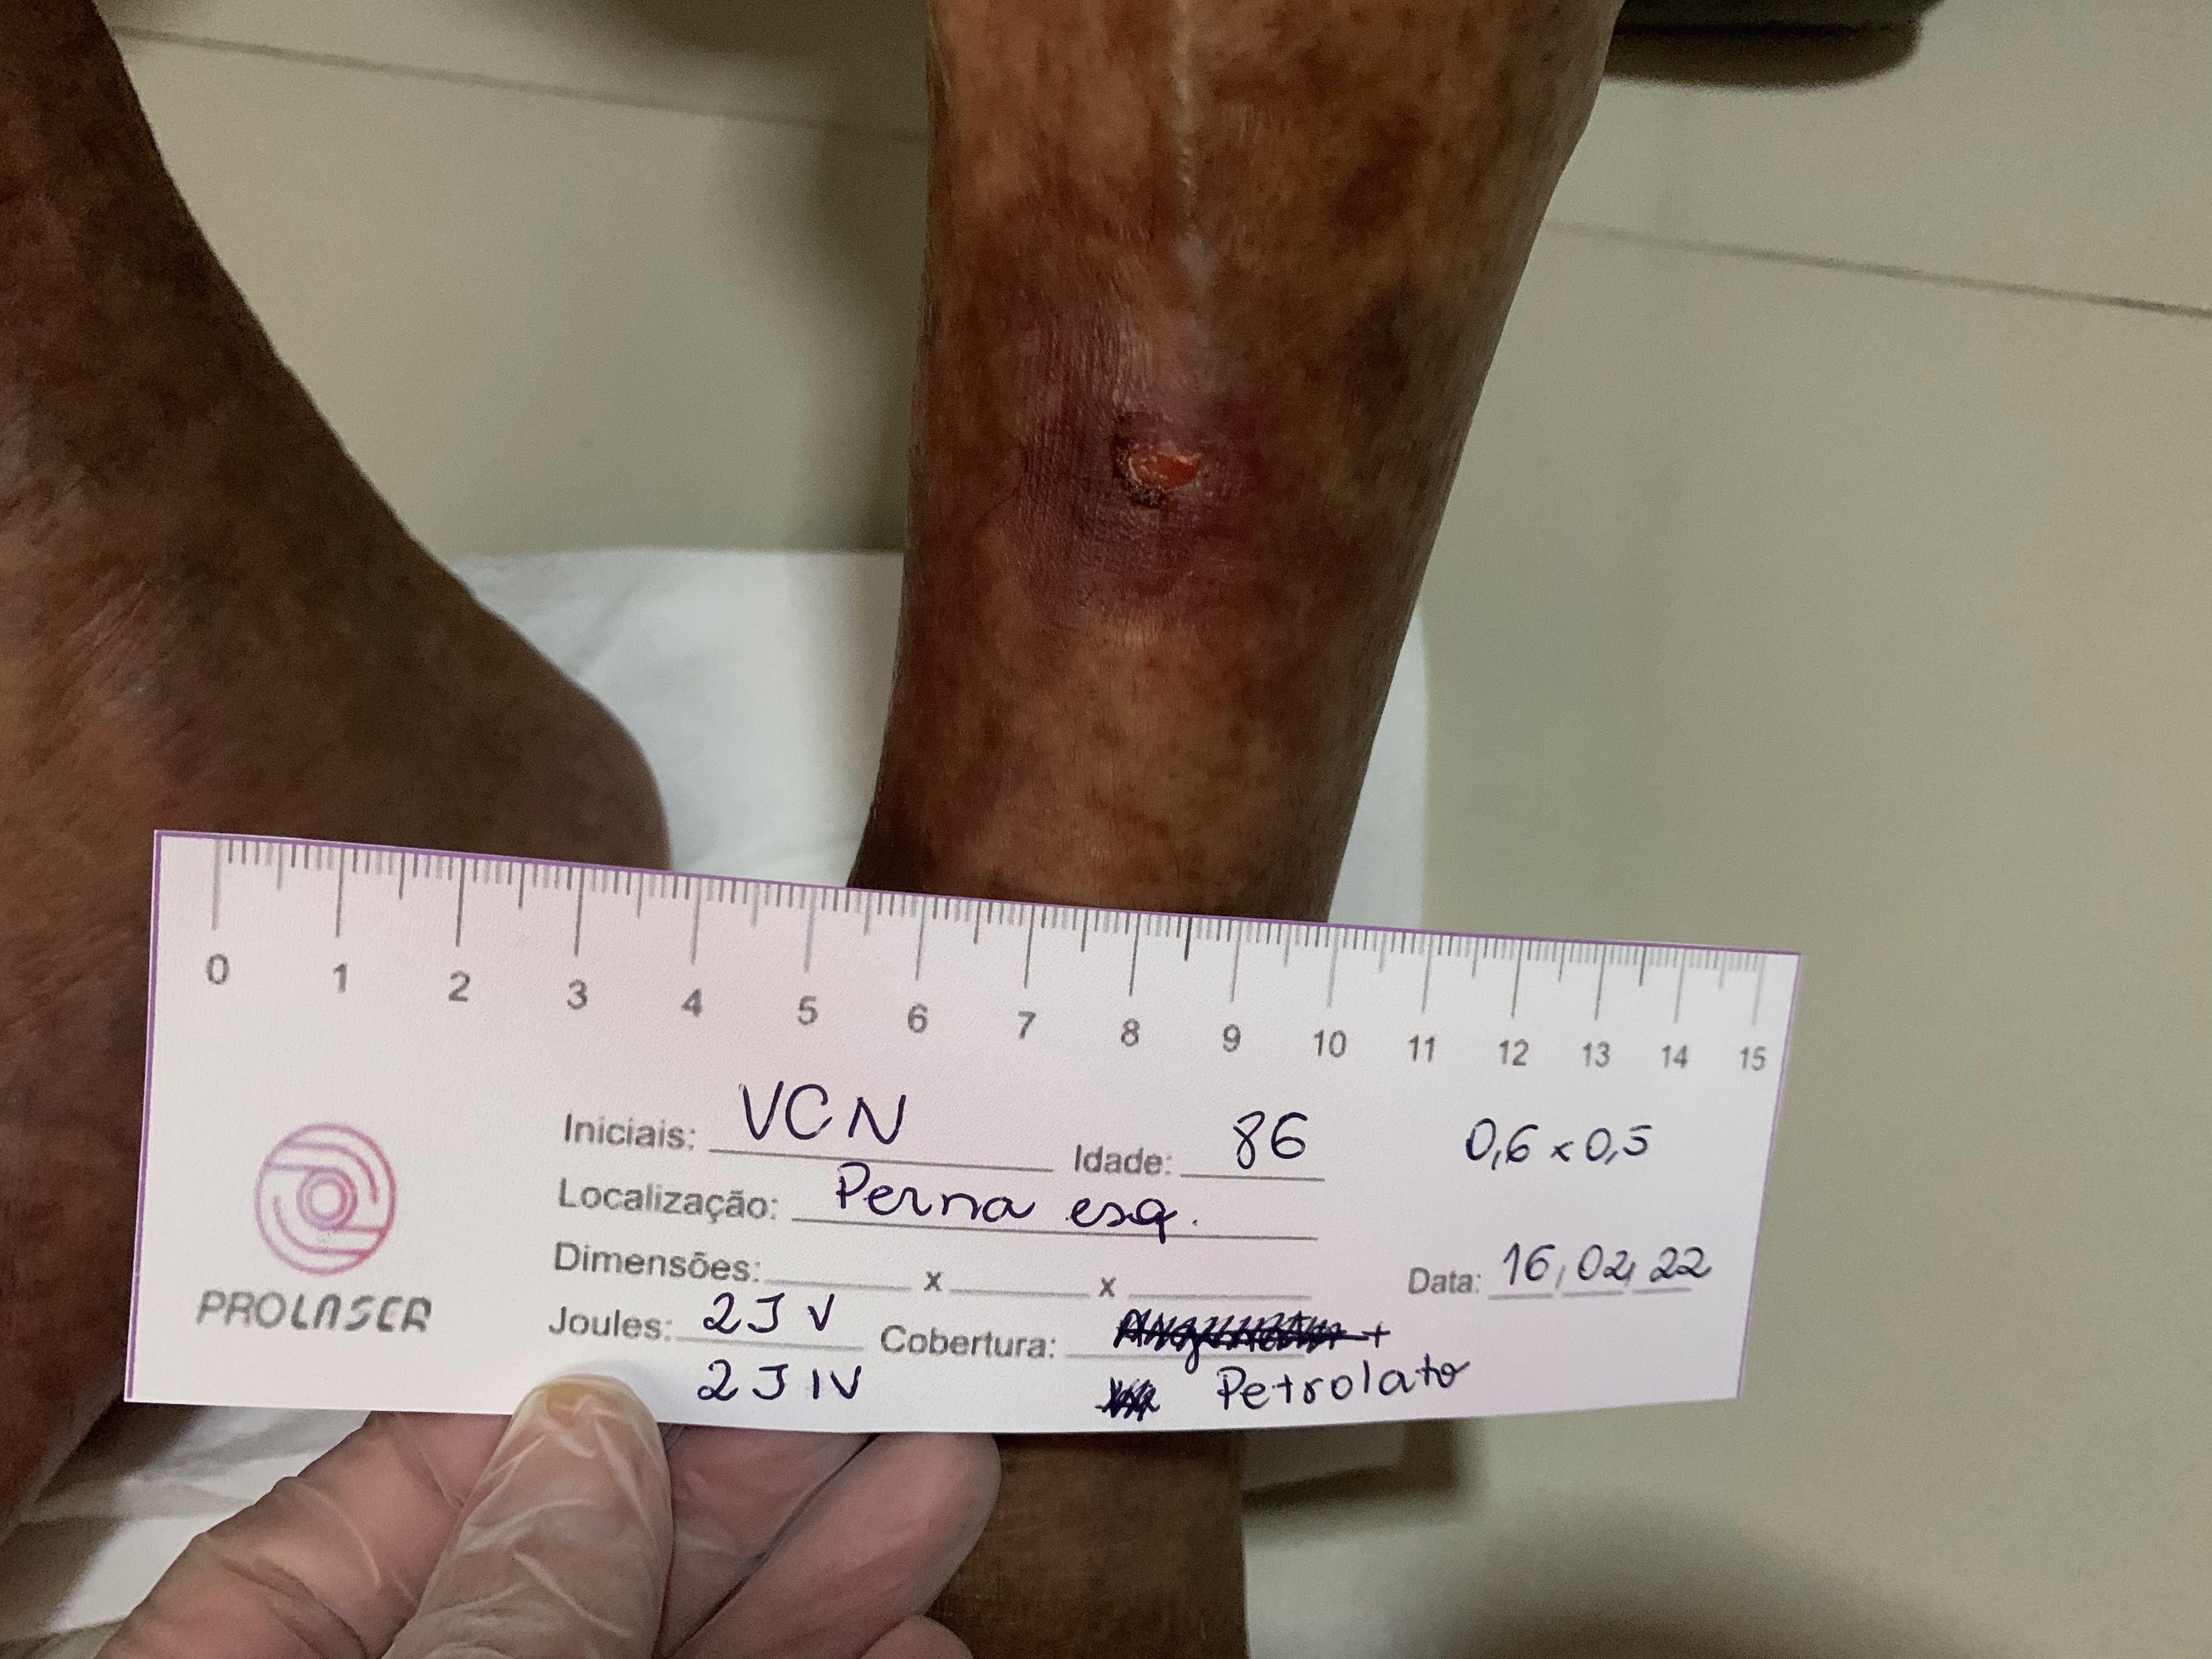 0 1 2 3 4 5 6 7 8 9 10 11 12 13 14 15
Iniciais: VCN Idade: 86 0,6 x 0,5
Localização: Perna esq.
Dimensões: x x Data: 16/02/22
Joules: 2J V Cobertura: +
2J IV Petrolato
PROLASER